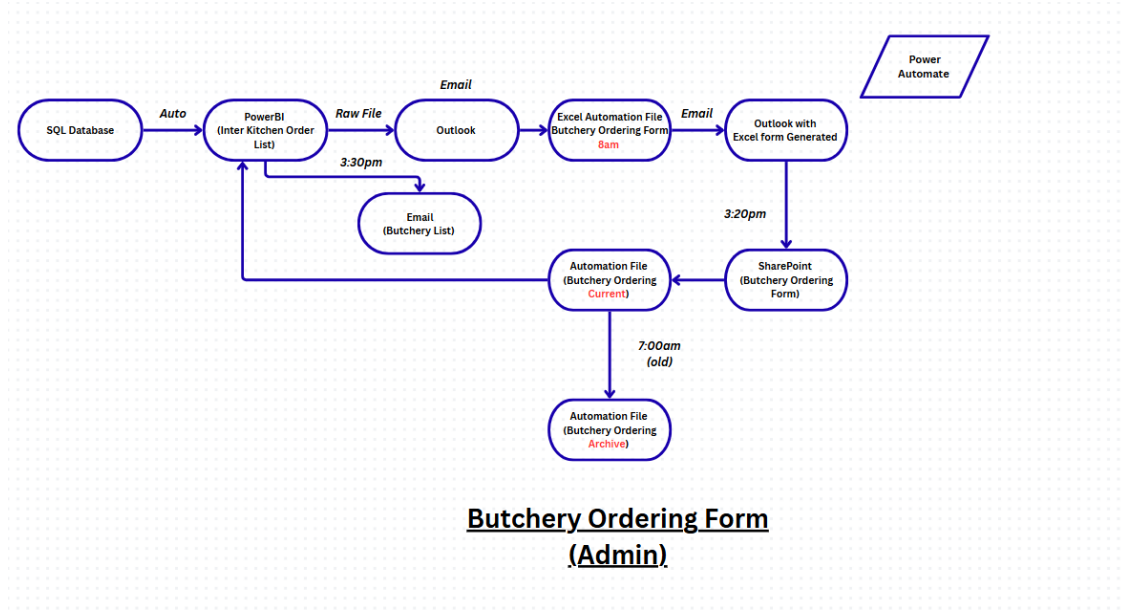 Power
Automate
Email
SQL Database
Auto
PowerBI
(Inter Kitchen Order
List)
Raw File
Outlook
Excel Automation File
Butchery Ordering Form
8am
Email
Outlook with
Excel form Generated
3:30pm
Email
(Butchery List)
3:20pm
Automation File
(Butchery Ordering
Current)
SharePoint
(Butchery Ordering
Form)
7:00am
(old)
Automation File
(Butchery Ordering
Archive)
Butchery Ordering Form
(Admin)